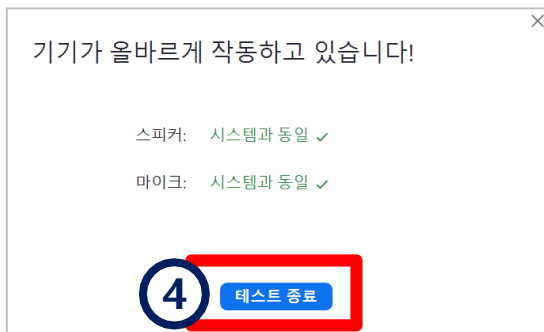 기기가 올바르게 작동하고 있습니다!
스피커: 시스템과 동일
마이크: 시스템과 동일
4 테스트 종료